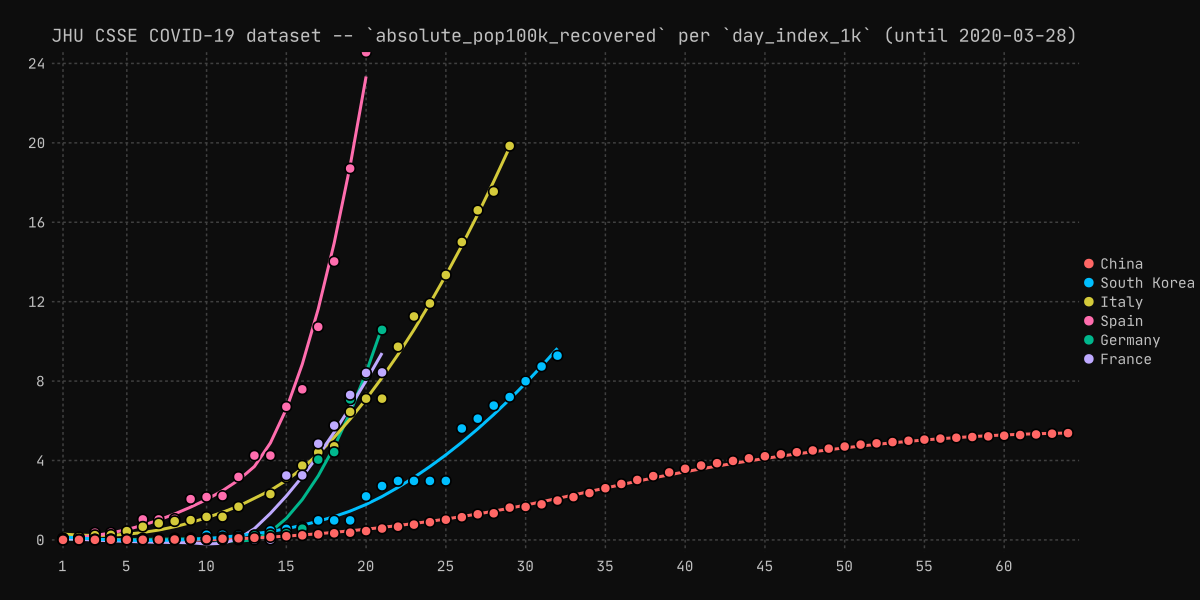 JHU CSSE COVID-19 dataset -- `absolute_pop100k_recovered` per `day_index_1k` (until 2020-03-28)
24
20
16
12
8
4
0
1 5 10 15 20 25 30 35 40 45 50 55 60
China
South Korea
Italy
Spain
Germany
France